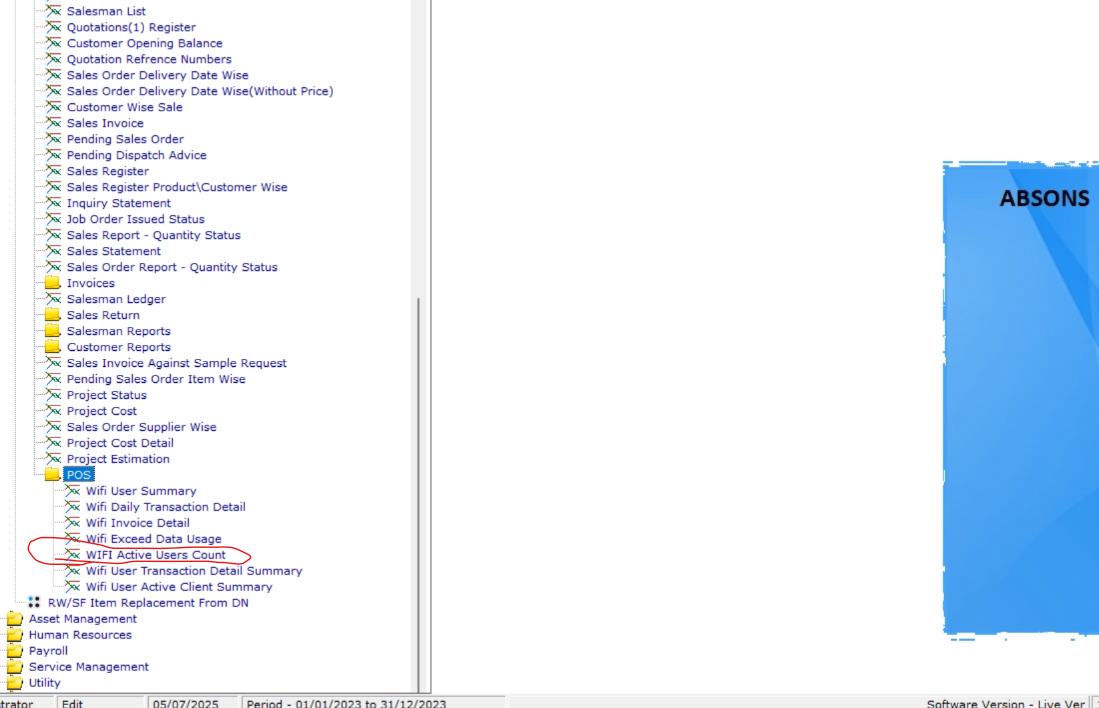 Salesman List
Quotations(1) Register
Customer Opening Balance
Quotation Refrence Numbers
Sales Order Delivery Date Wise
Sales Order Delivery Date Wise(Without Price)
Customer Wise Sale
Sales Invoice
Pending Sales Order
Pending Dispatch Advice
Sales Register
Sales Register Product\Customer Wise
Inquiry Statement
Job Order Issued Status
Sales Report - Quantity Status
Sales Statement
Sales Order Report - Quantity Status
Invoices
Salesman Ledger
Sales Return
Salesman Reports
Customer Reports
Sales Invoice Against Sample Request
Pending Sales Order Item Wise
Project Status
Project Cost
Sales Order Supplier Wise
Project Cost Detail
Project Estimation
POS
Wifi User Summary
Wifi Daily Transaction Detail
Wifi Invoice Detail
Wifi Exceed Data Usage
WIFI Active Users Count
Wifi User Transaction Detail Summary
Wifi User Active Client Summary
RW/SF Item Replacement From DN
Asset Management
Human Resources
Payroll
Service Management
Utility
ABSONS
strator Edit 05/07/2025 Period - 01/01/2023 to 31/12/2023 Software Version - Live Ver